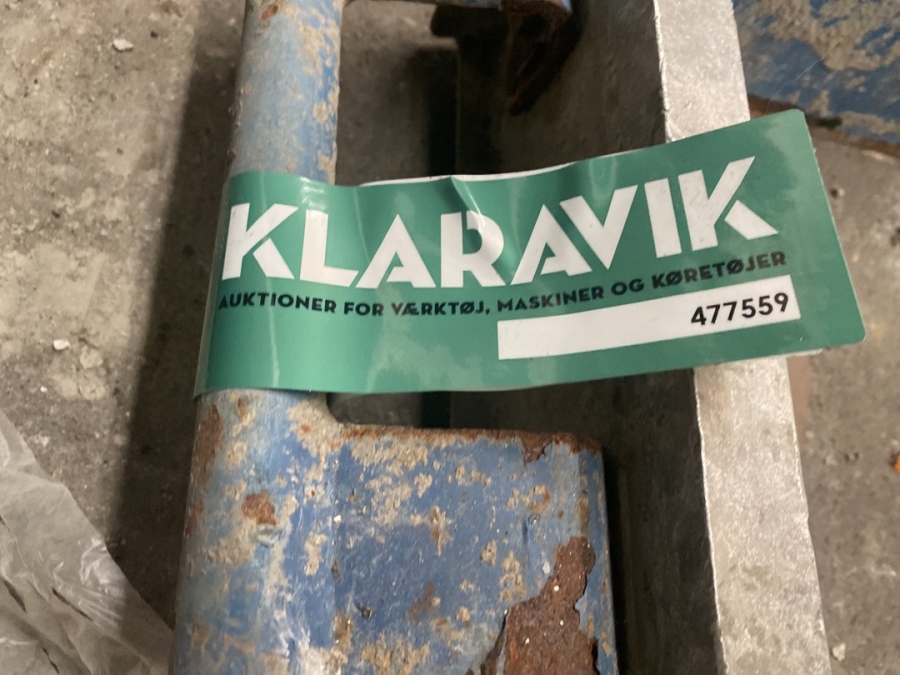 KLARAVIK
AUKTIONER FOR VÆRKTØJ, MASKINER OG KØRETØJER
477559